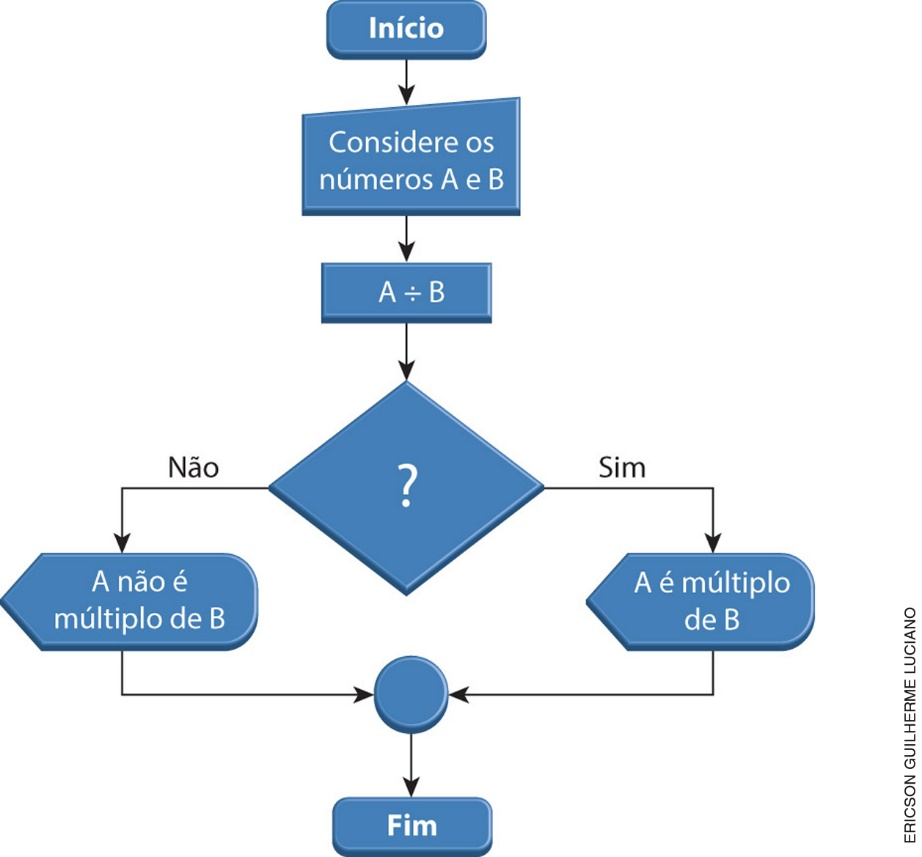 Início
Considere os
números A e B
A ÷ B
?
Não
Sim
A não é
múltiplo de B
A é múltiplo
de B
Fim
ERICSON GUILHERME LUCIANO